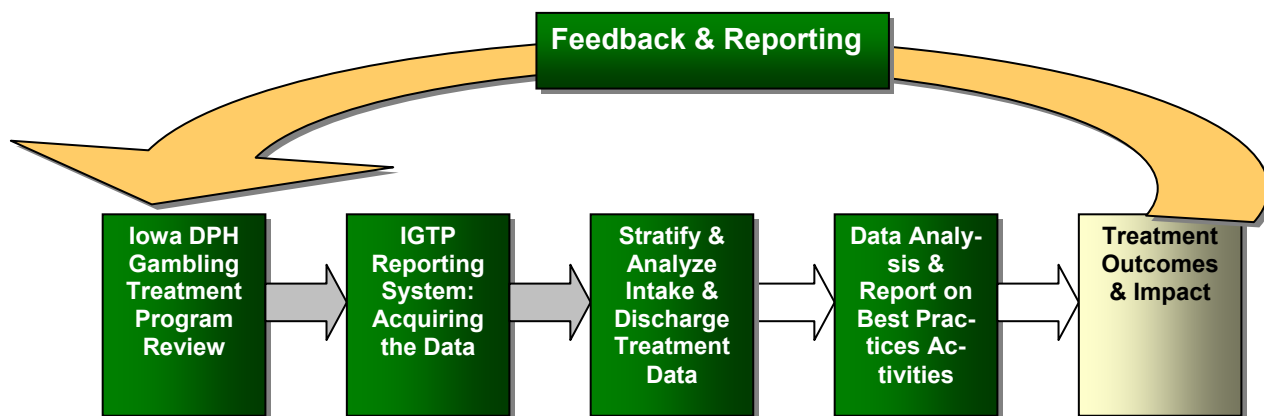 Feedback & Reporting
Iowa DPH
Gambling
Treatment
Program
Review
IGTP
Reporting
System:
Acquiring
the Data
Stratify &
Analyze
Intake &
Discharge
Treatment
Data
Data Analy-
sis &
Report on
Best Prac-
tices Ac-
tivities
Treatment
Outcomes
& Impact